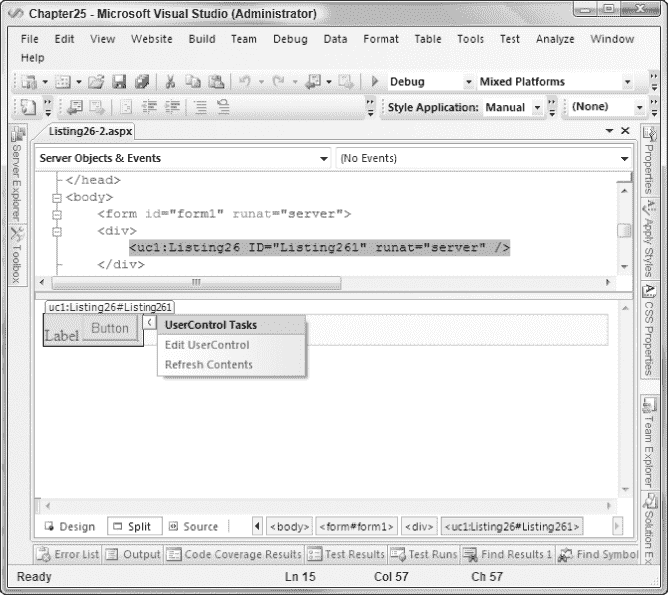 Chapter25 - Microsoft Visual Studio (Administrator)
File Edit View Website Build Team Debug Data Format Table Tools Test Analyze Window
Help
Debug Mixed Platforms
Style Application: Manual (None)
Server Explorer
Toolbox
Listing26-2.aspx
Server Objects & Events (No Events)
</head>
<body>
<form id="form1" runat="server">
<div>
<uc1:Listing26 ID="Listing261" runat="server" />
</div>
uc1:Listing26#Listing261
Label Button
UserControl Tasks
Edit UserControl
Refresh Contents
Properties
Apply Styles
CSS Properties
Team Explorer
Solution Ex
Design Split Source <body> <form#form1> <div> <uc1:Listing26#Listing261>
Error List Output Code Coverage Results Test Results Test Runs Find Results 1 Find Symbol
Ready Ln 15 Col 57 Ch 57